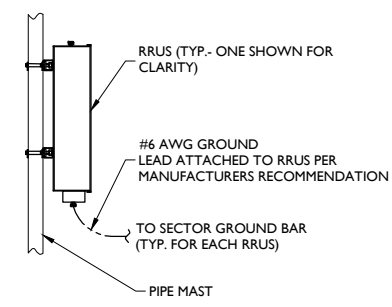 RRUS (TYP.- ONE SHOWN FOR
CLARITY)
#6 AWG GROUND
LEAD ATTACHED TO RRUS PER
MANUFACTURERS RECOMMENDATION
TO SECTOR GROUND BAR
(TYP. FOR EACH RRUS)
PIPE MAST